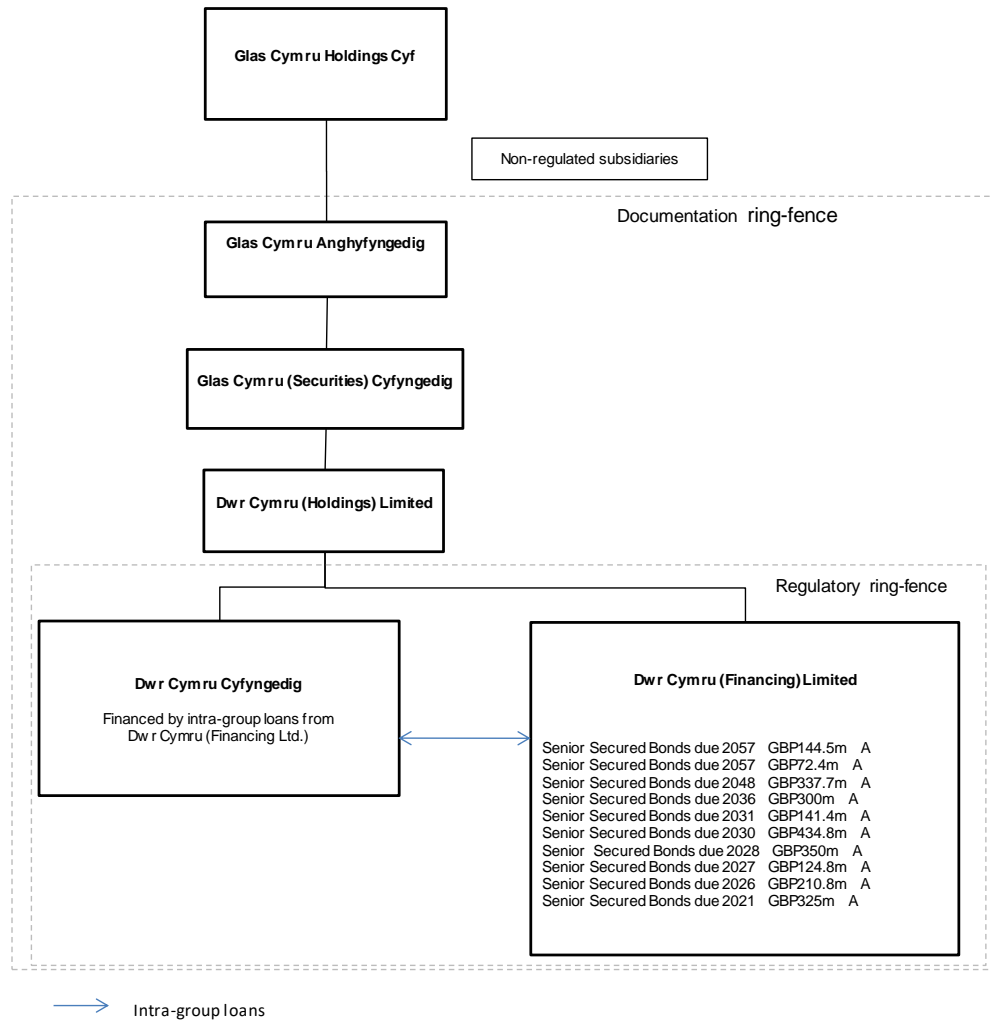 Glas Cymru Holdings Cyf
Non-regulated subsidiaries
Documentation ring-fence
Glas Cymru Anghyfyngedig
Glas Cymru (Securities) Cyfyngedig
Dwr Cymru (Holdings) Limited
Regulatory ring-fence
Dwr Cymru Cyfyngedig
Financed by intra-group loans from
Dwr Cymru (Financing Ltd.)
Dwr Cymru (Financing) Limited
Senior Secured Bonds due 2057 GBP144.5m A
Senior Secured Bonds due 2057 GBP72.4m A
Senior Secured Bonds due 2048 GBP337.7m A
Senior Secured Bonds due 2036 GBP300m A
Senior Secured Bonds due 2031 GBP141.4m A
Senior Secured Bonds due 2030 GBP434.8m A
Senior Secured Bonds due 2028 GBP350m A
Senior Secured Bonds due 2027 GBP124.8m A
Senior Secured Bonds due 2026 GBP210.8m A
Senior Secured Bonds due 2021 GBP325m A
Intra-group loans